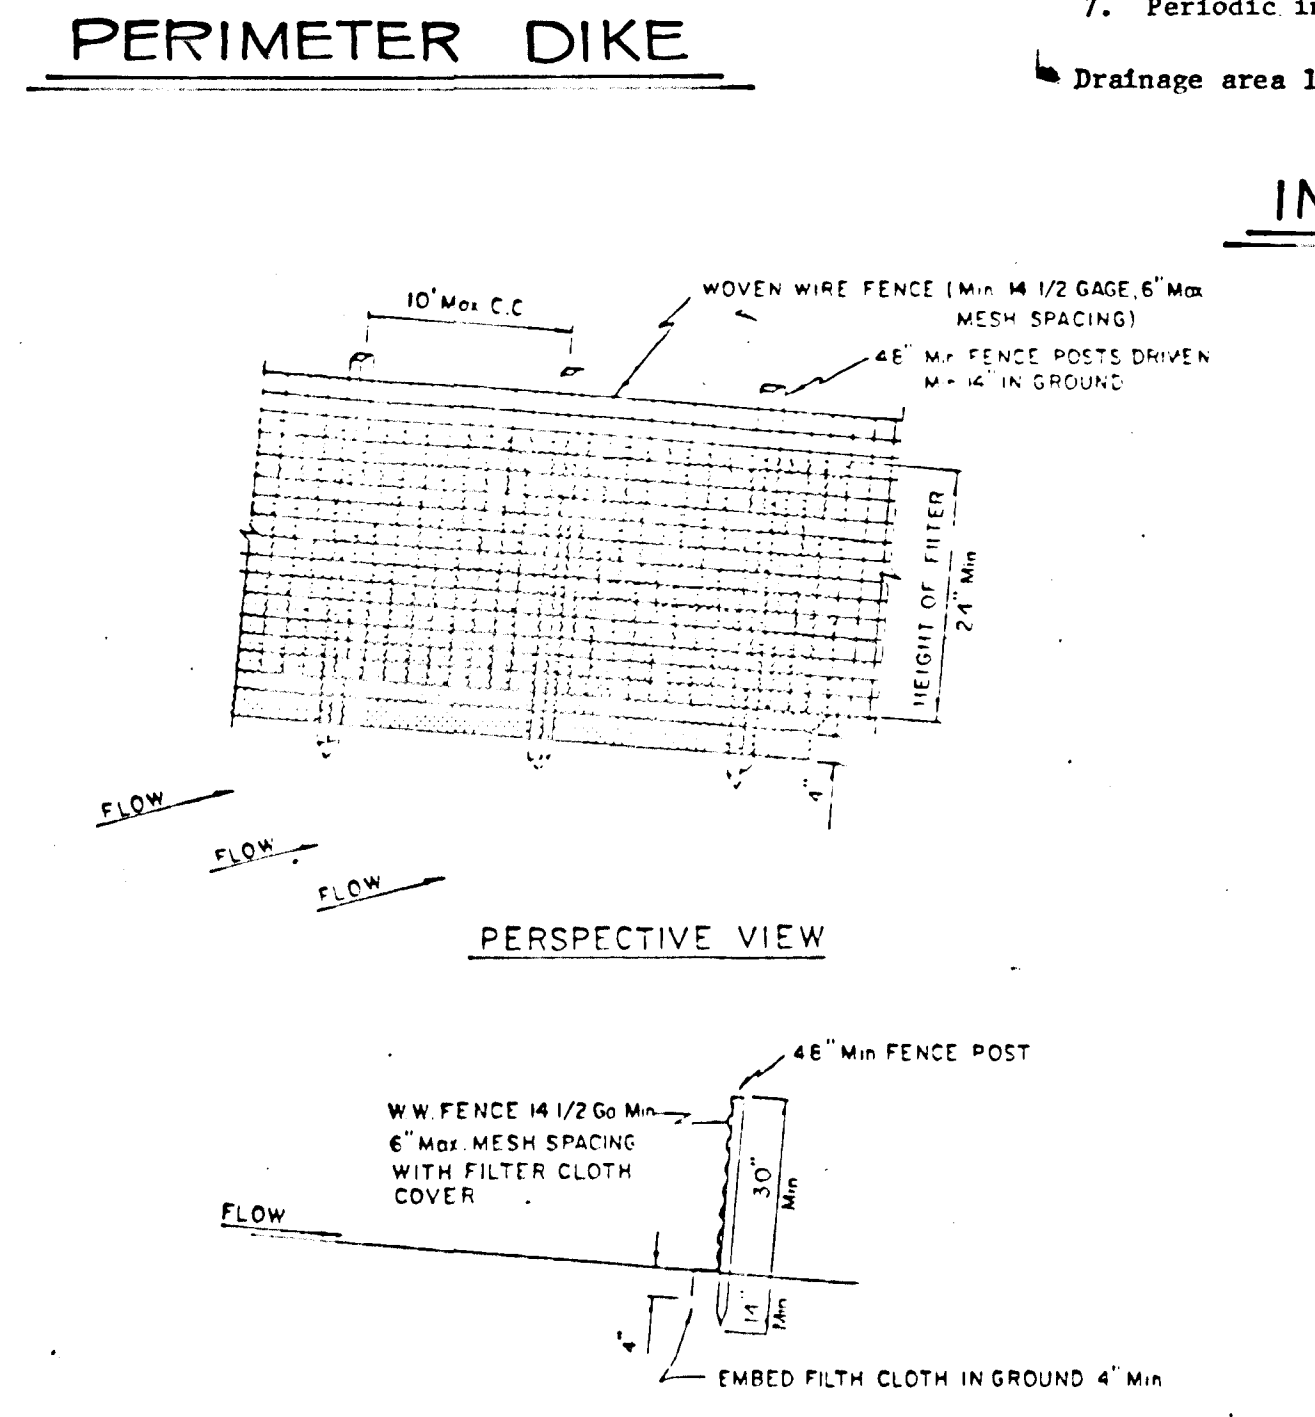 PERIMETER DIKE
7. Periodic in
Drainage area l
IN
10' Max C.C
WOVEN WIRE FENCE (Min 14 1/2 GAGE, 6" Max
MESH SPACING)
48" Min FENCE POSTS DRIVEN
14" IN GROUND
HEIGHT OF FILTER
24" Min
4"
FLOW
FLOW
FLOW
PERSPECTIVE VIEW
48" Min FENCE POST
W.W. FENCE 14 1/2 Ga Min
6" Max. MESH SPACING
WITH FILTER CLOTH
COVER
30"
Min
FLOW
14"
Min
4"
EMBED FILTH CLOTH IN GROUND 4" Min